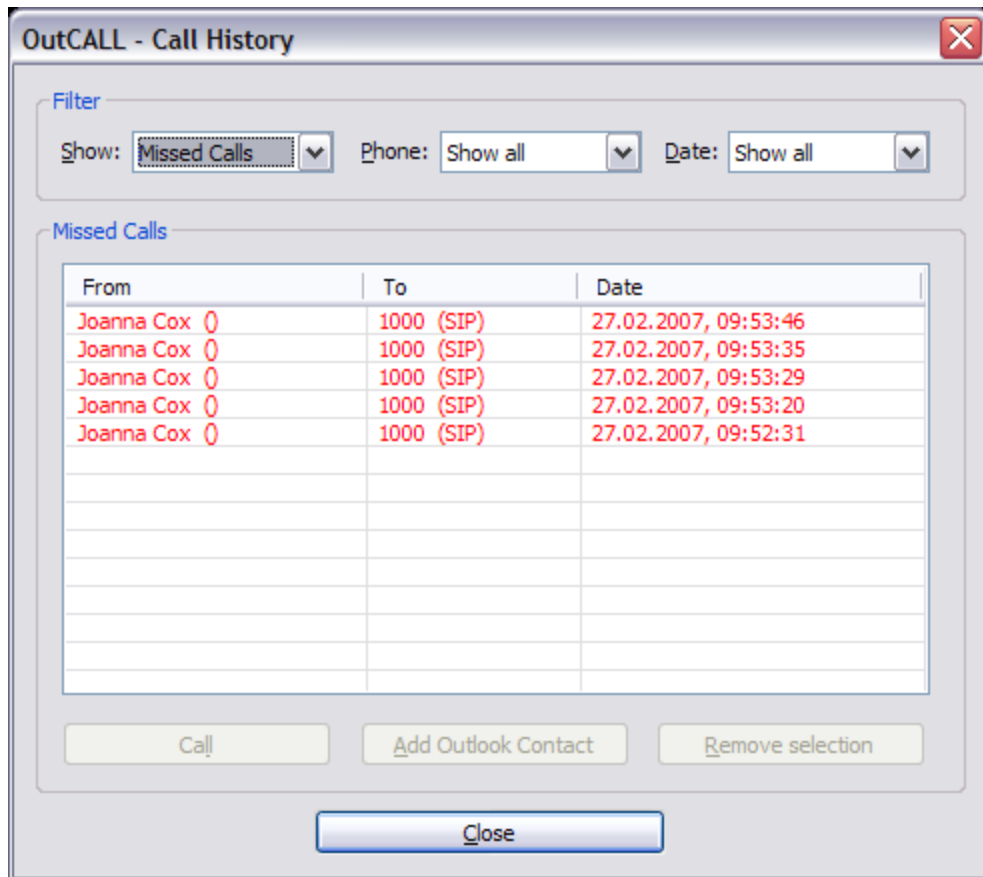 OutCALL - Call History
Filter
Show: Missed Calls Phone: Show all Date: Show all
Missed Calls
From To Date
Joanna Cox () 1000 (SIP) 27.02.2007, 09:53:46
Joanna Cox () 1000 (SIP) 27.02.2007, 09:53:35
Joanna Cox () 1000 (SIP) 27.02.2007, 09:53:29
Joanna Cox () 1000 (SIP) 27.02.2007, 09:53:20
Joanna Cox () 1000 (SIP) 27.02.2007, 09:52:31
Call Add Outlook Contact Remove selection
Close